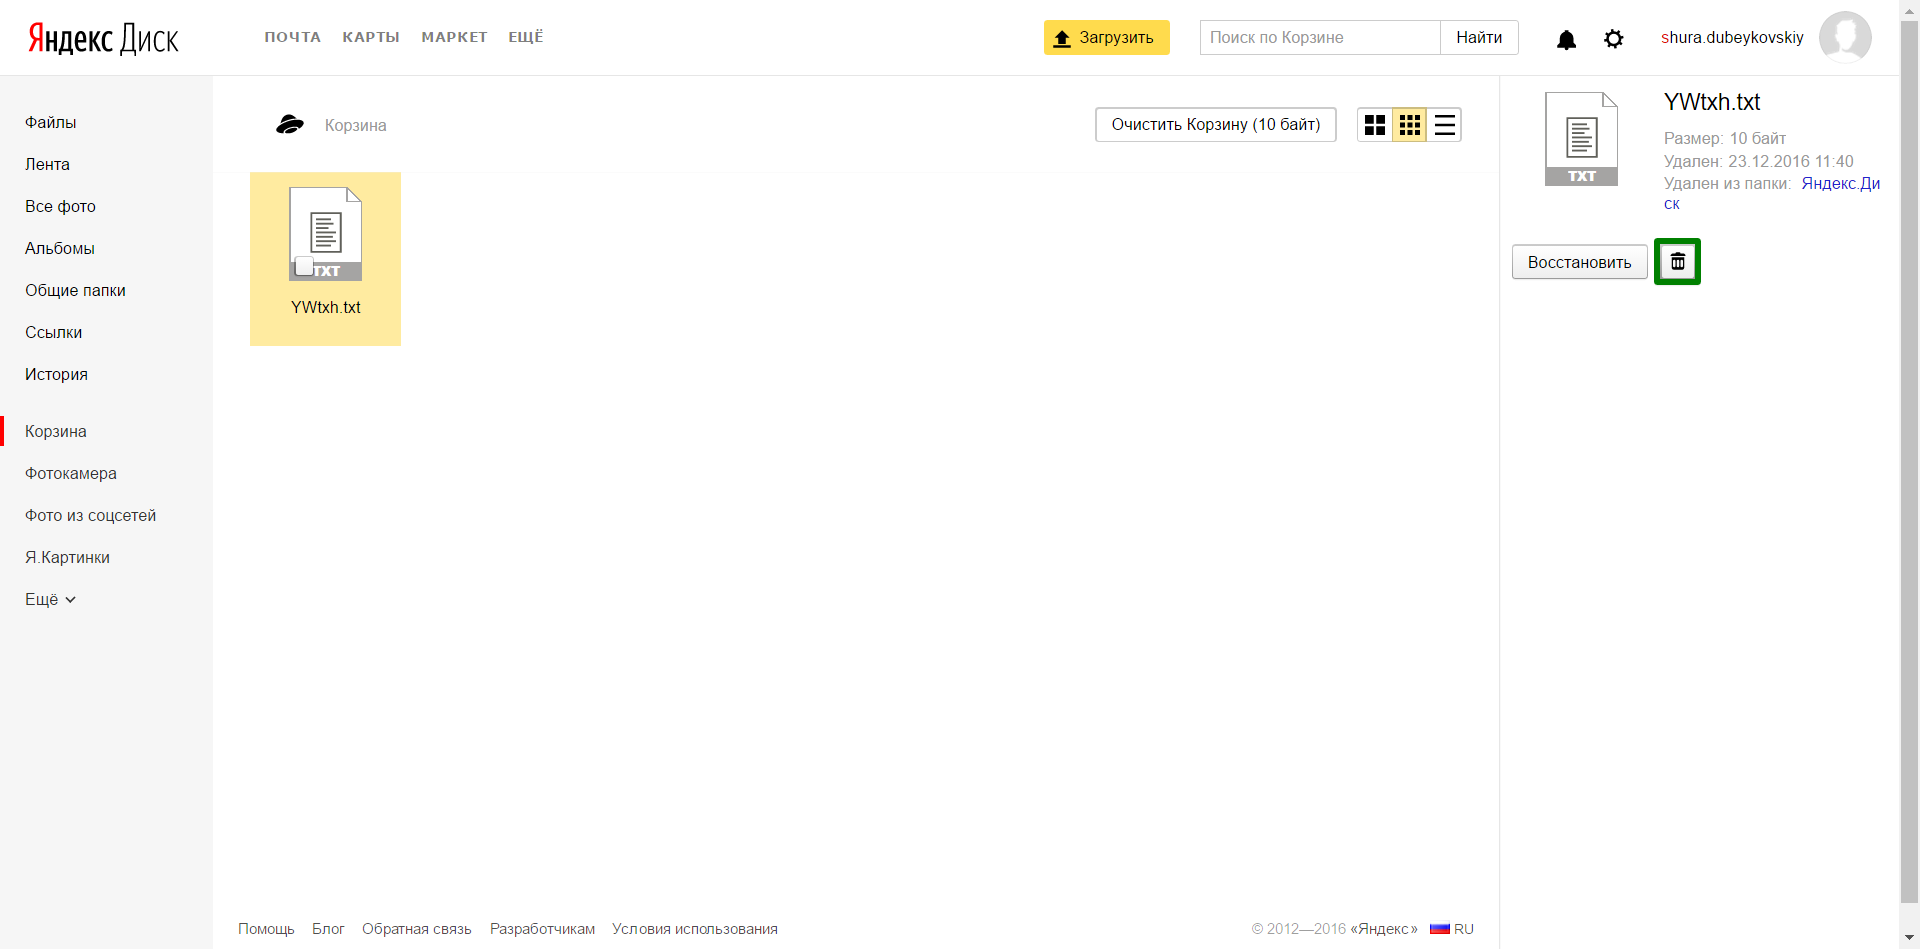 Яндекс Диск
ПОЧТА КАРТЫ МАРКЕТ ЕЩЁ
Загрузить
Поиск по Корзине
Найти
shura.dubeykovskiy
Файлы
Лента
Все фото
Альбомы
Общие папки
Ссылки
История
Корзина
Фотокамера
Фото из соцсетей
Я.Картинки
Ещё
Корзина
Очистить Корзину (10 байт)
TXT
YWtxh.txt
TXT
YWtxh.txt
Размер: 10 байт
Удален: 23.12.2016 11:40
Удален из папки: Яндекс.Ди
ск
Восстановить
Помощь Блог Обратная связь Разработчикам Условия использования
© 2012—2016 «Яндекс» RU